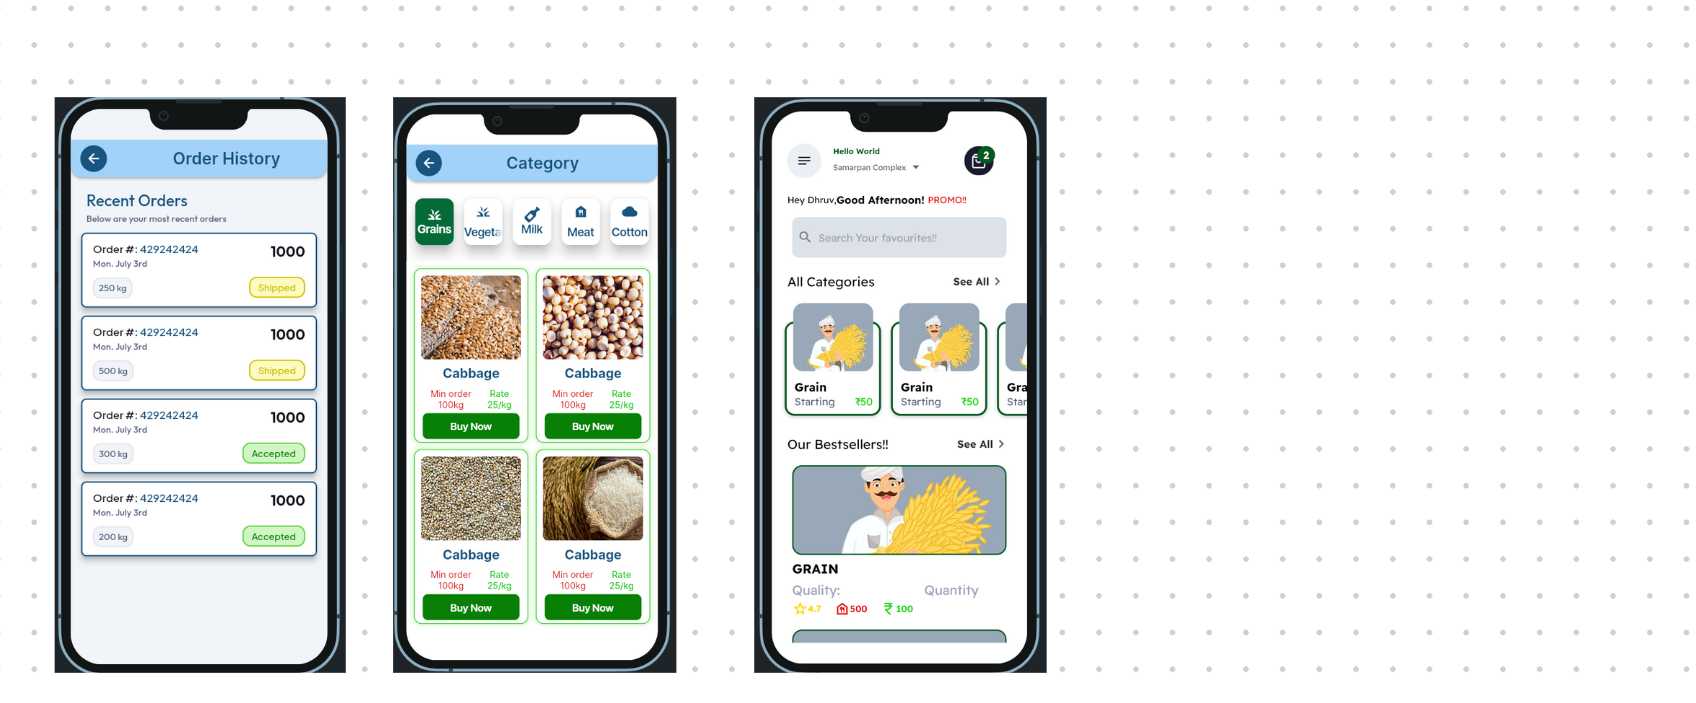 Order History
Recent Orders
Below are your most recent orders
Order #: 429242424 1000
Mon. July 3rd
250 kg Shipped
Order #: 429242424 1000
Mon. July 3rd
500 kg Shipped
Order #: 429242424 1000
Mon. July 3rd
300 kg Accepted
Order #: 429242424 1000
Mon. July 3rd
200 kg Accepted
Category
Grains Vegeta Milk Meat Cotton
Cabbage Cabbage
Min order Rate Min order Rate
100kg 25/kg 100kg 25/kg
Buy Now Buy Now
Cabbage Cabbage
Min order Rate Min order Rate
100kg 25/kg 100kg 25/kg
Buy Now Buy Now
Hello World
Samarpan Complex
2
Hey Dhruv,Good Afternoon! PROMO!!
Search Your favourites!!
All Categories See All >
Grain Grain Gra
Starting ₹50 Starting ₹50 Star
Our Bestsellers!! See All >
GRAIN
Quality: Quantity
4.7 500 ₹ 100